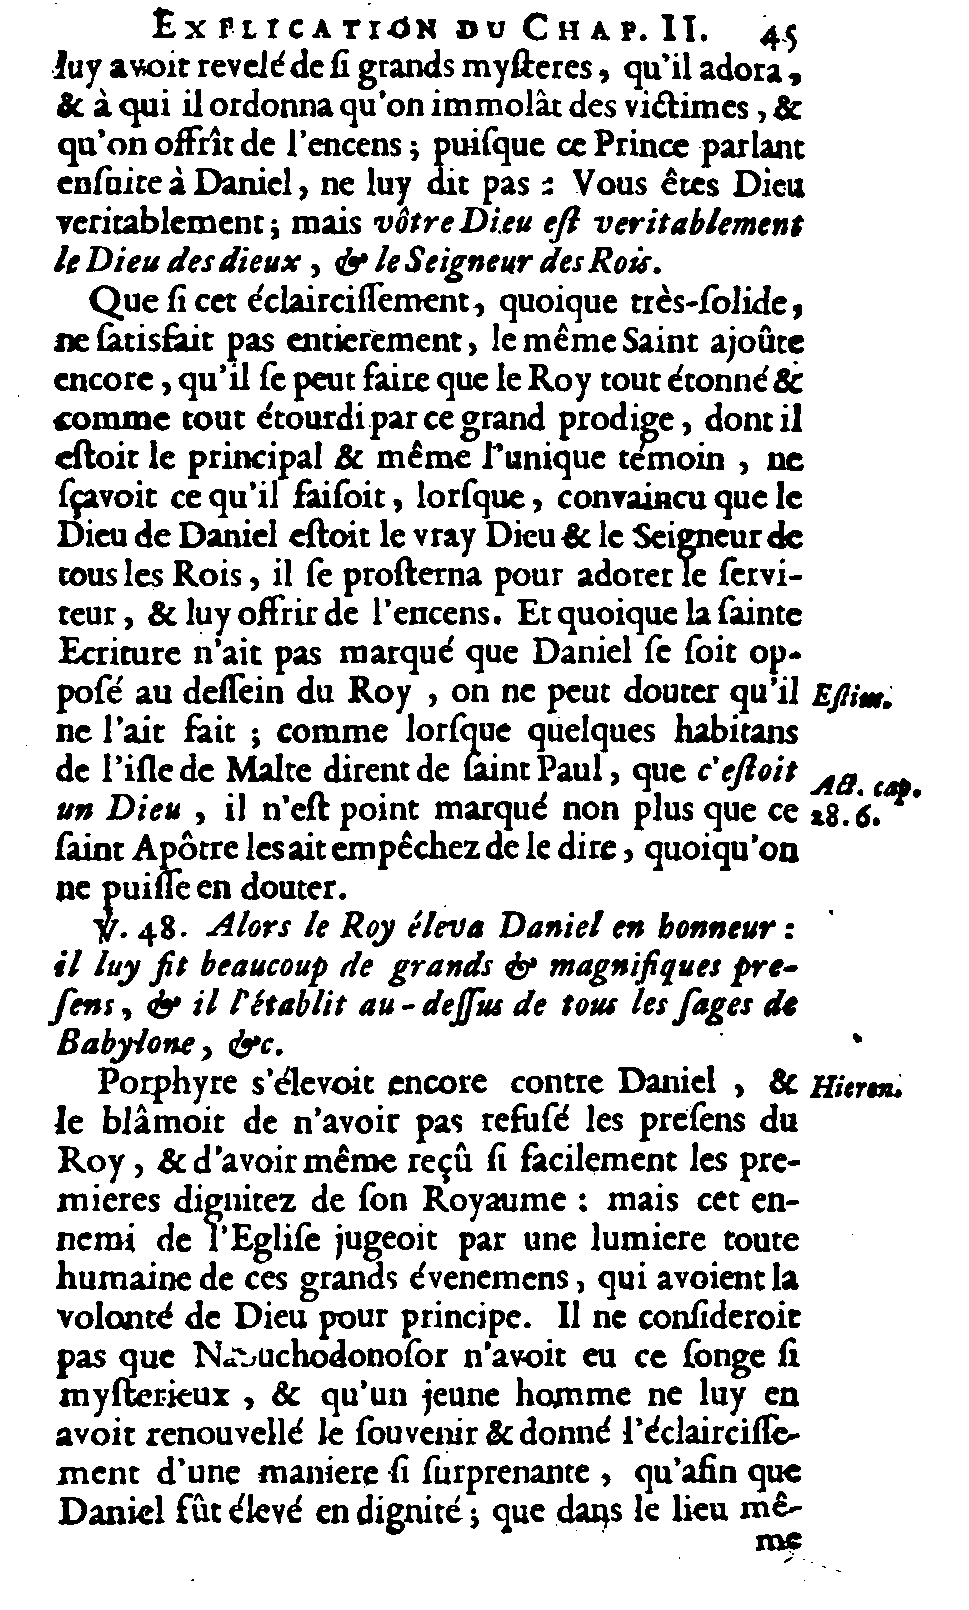 EXPLICATION DU CHAP. II. 45
luy avoit revelé de ſi grands myſteres, qu'il adora,
& à qui il ordonna qu'on immolât des victimes, &
qu'on offrît de l'encens; puiſque ce Prince parlant
enſuite à Daniel, ne luy dit pas : Vous êtes Dieu
veritablement; mais vôtre Dieu eſt veritablement
le Dieu des dieux, & le Seigneur des Rois.
Que ſi cet éclairciſſement, quoique très-ſolide,
ne ſatisfait pas entierement, le même Saint ajoûte
encore, qu'il ſe peut faire que le Roy tout étonné &
comme tout étourdi par ce grand prodige, dont il
eſtoit le principal & même l'unique témoin, ne
ſçavoit ce qu'il faiſoit, lorſque, convaincu que le
Dieu de Daniel eſtoit le vray Dieu & le Seigneur de
tous les Rois, il ſe proſterna pour adorer le ſervi-
teur, & luy offrir de l'encens. Et quoique la ſainte
Ecriture n'ait pas marqué que Daniel ſe ſoit op-
poſé au deſſein du Roy, on ne peut douter qu'il Eſtim.
ne l'ait fait; comme lorſque quelques habitans
de l'iſle de Malte dirent de ſaint Paul, que c'eſtoit Act. cap.
un Dieu, il n'eſt point marqué non plus que ce 28. 6.
ſaint Apôtre les ait empêchez de le dire, quoiqu'on
ne puiſſe en douter.
℣. 48. Alors le Roy éleva Daniel en honneur :
il luy fit beaucoup de grands & magnifiques pre-
ſens, & il l'établit au-deſſus de tous les ſages de
Babylone, &c.
Porphyre s'élevoit encore contre Daniel, & Hieron.
le blâmoit de n'avoir pas refuſé les preſens du
Roy, & d'avoir même reçû ſi facilement les pre-
mieres dignitez de ſon Royaume : mais cet en-
nemi de l'Egliſe jugeoit par une lumiere toute
humaine de ces grands évenemens, qui avoient la
volonté de Dieu pour principe. Il ne conſideroit
pas que Nabuchodonoſor n'avoit eu ce ſonge ſi
myſterieux, & qu'un jeune homme ne luy en
avoit renouvellé le ſouvenir & donné l'éclairciſſe-
ment d'une maniere ſi ſurprenante, qu'afin que
Daniel fût élevé en dignité; que dans le lieu mê-
me